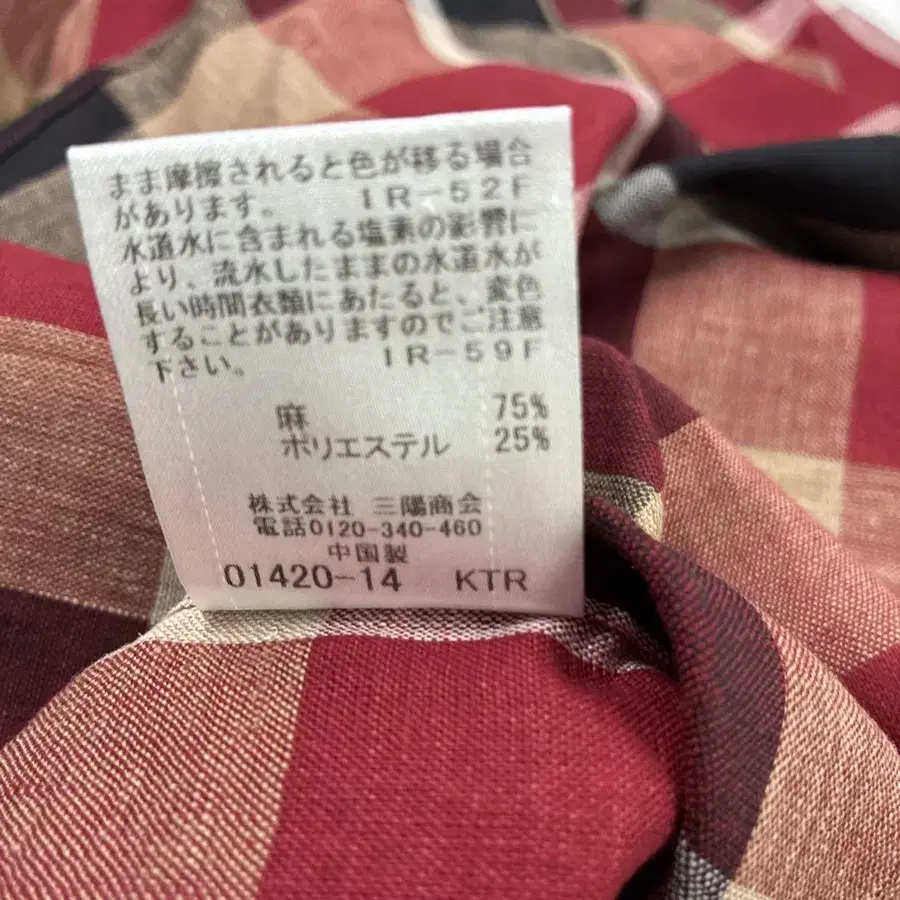 まま摩擦されると色が移る場合
があります。 IR-52F
水道水に含まれる塩素の影響に
より、流水したままの水道水が
長い時間衣類にあたると、変色
することがありますのでご注意
下さい。 IR-59F
麻 75%
ポリエステル 25%
株式会社 三陽商会
電話0120-340-460
中国製
01420-14 KTR